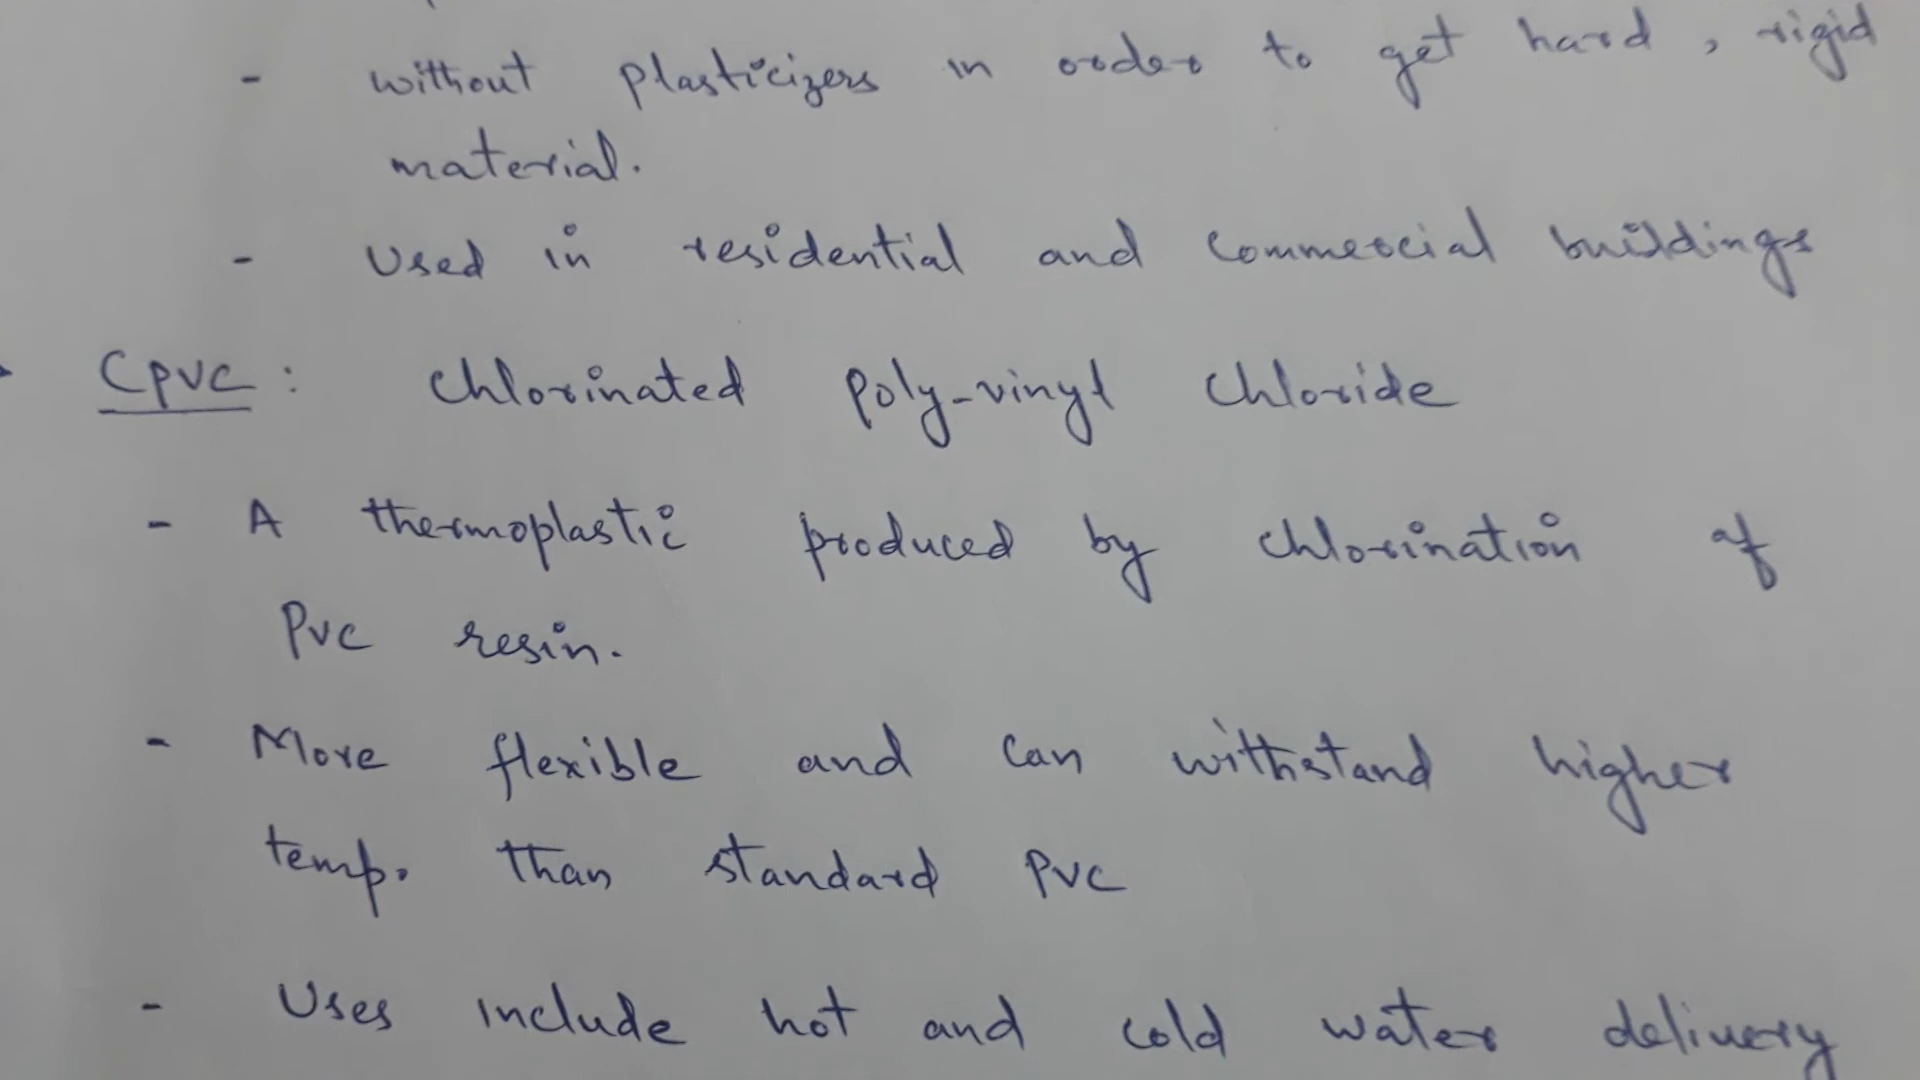 - without plasticizers in order to get hard, rigid
material.
- Used in residential and commercial buildings
CPVC : Chlorinated poly-vinyl chloride
- A thermoplastic produced by chlorination of
PVC resin.
- More flexible and can withstand higher
temp. than standard PVC
- Uses include hot and cold water delivery